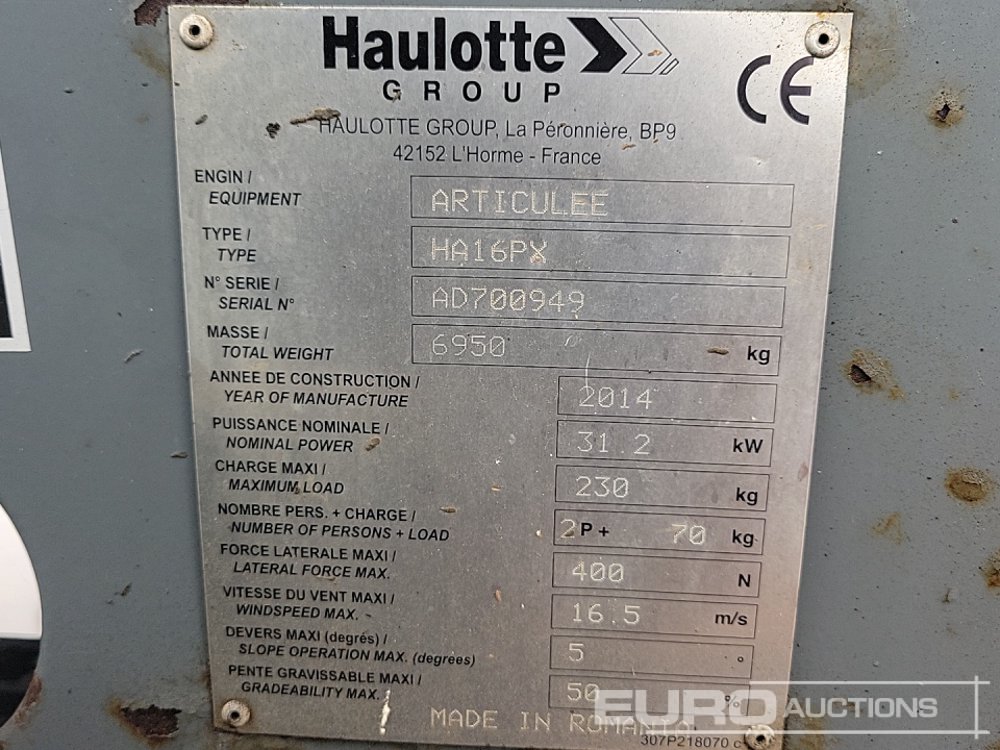 Haulotte
GROUP
CE
HAULOTTE GROUP, La Péronnière, BP9
42152 L'Horme - France
ENGIN /
EQUIPMENT
ARTICULEE
TYPE /
TYPE
HA16PX
N° SERIE /
SERIAL N°
AD700949
MASSE /
TOTAL WEIGHT
6950 kg
ANNEE DE CONSTRUCTION /
YEAR OF MANUFACTURE
2014
PUISSANCE NOMINALE /
NOMINAL POWER
31.2 kW
CHARGE MAXI /
MAXIMUM LOAD
230 kg
NOMBRE PERS. + CHARGE /
NUMBER OF PERSONS + LOAD
2P + 70 kg
FORCE LATERALE MAXI /
LATERAL FORCE MAX.
400 N
VITESSE DU VENT MAXI /
WINDSPEED MAX.
16.5 m/s
DEVERS MAXI (degrés) /
SLOPE OPERATION MAX. (degrees)
5 °
PENTE GRAVISSABLE MAXI /
GRADEABILITY MAX.
50 %
MADE IN ROMANIA
307P218070 c
EURO AUCTIONS